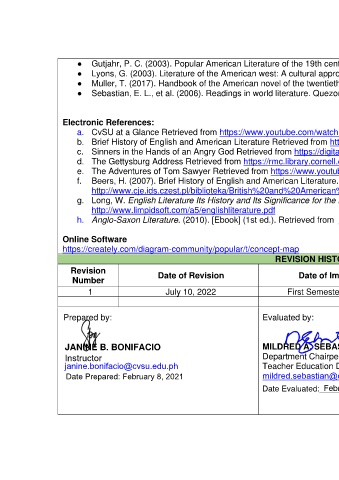 • Gutjahr, P. C. (2003). Popular American Literature of the 19th cent
• Lyons, G. (2003). Literature of the American west: A cultural appro
• Muller, T. (2017). Handbook of the American novel of the twentieth
• Sebastian, E. L., et al. (2006). Readings in world literature. Quezo
Electronic References:
a. CvSU at a Glance Retrieved from https://www.youtube.com/watch
b. Brief History of English and American Literature Retrieved from htt
c. Sinners in the Hands of an Angry God Retrieved from https://digita
d. The Gettysburg Address Retrieved from https://rmc.library.cornell.
e. The Adventures of Tom Sawyer Retrieved from https://www.youtu
f. Beers, H. (2007). Brief History of English and American Literature.
http://www.cje.ids.czest.pl/biblioteka/British%20and%20American%
g. Long, W. English Literature Its History and Its Significance for the
http://www.limpidsoft.com/a5/englishliterature.pdf
h. Anglo-Saxon Literature. (2010). [Ebook] (1st ed.). Retrieved from
Online Software
https://creately.com/diagram-community/popular/t/concept-map
REVISION HISTO
Revision Number Date of Revision Date of Im
1 July 10, 2022 First Semeste
Prepared by: Evaluated by:
JANINE B. BONIFACIO MILDRED A. SEBAS
Instructor Department Chairpe
janine.bonifacio@cvsu.edu.ph Teacher Education D
Date Prepared: February 8, 2021 mildred.sebastian@
Date Evaluated: Febr